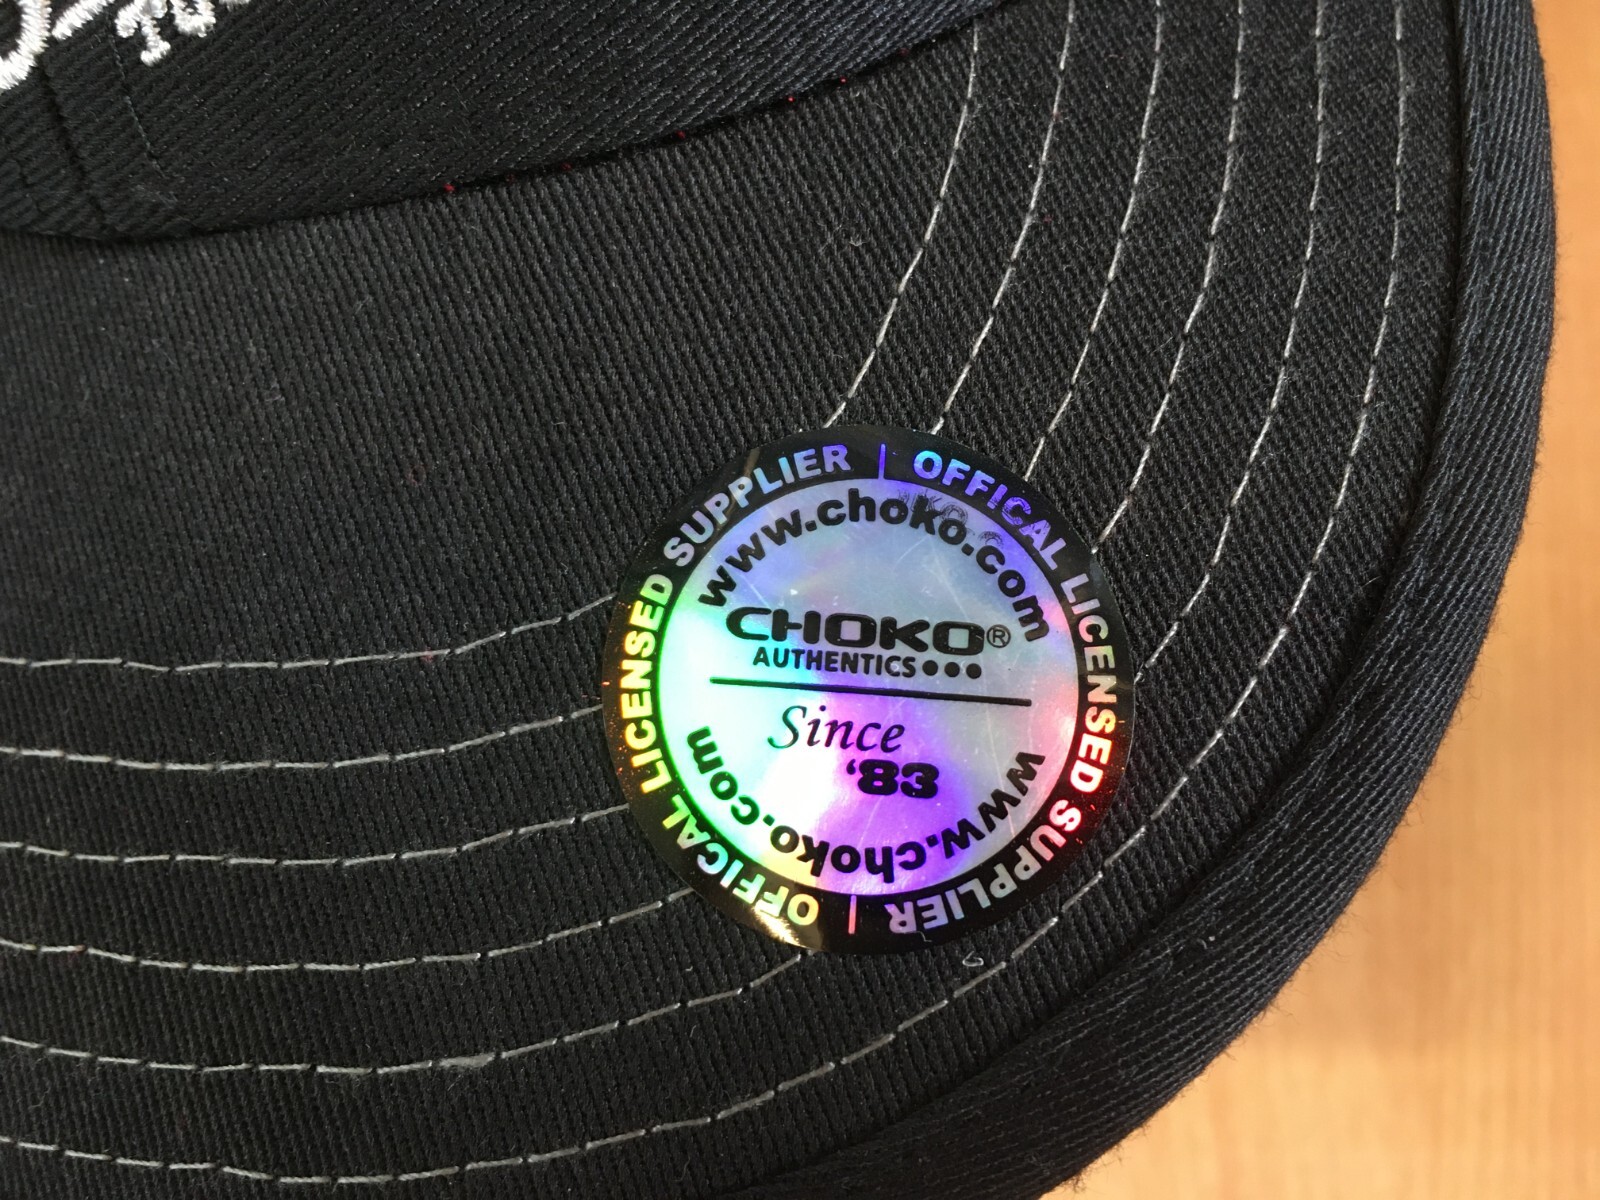 OFFICAL LICENSED SUPPLIER |
OFFICAL LICENSED SUPPLIER |
www.choko.com
CHOKO®
AUTHENTICS●●●
Since
'83
www.choko.com